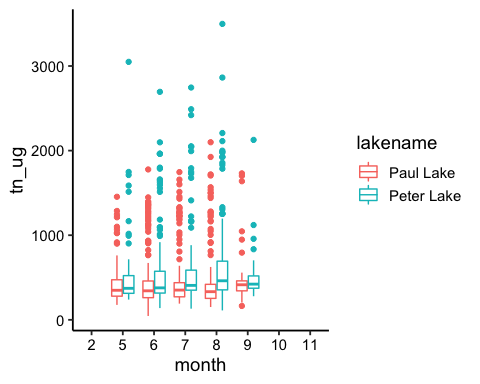 3000
2000
1000
0
tn_ug
2 5 6 7 8 9 10 11
month
lakename
Paul Lake
Peter Lake